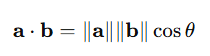 a · b = ‖a‖‖b‖ cos θ